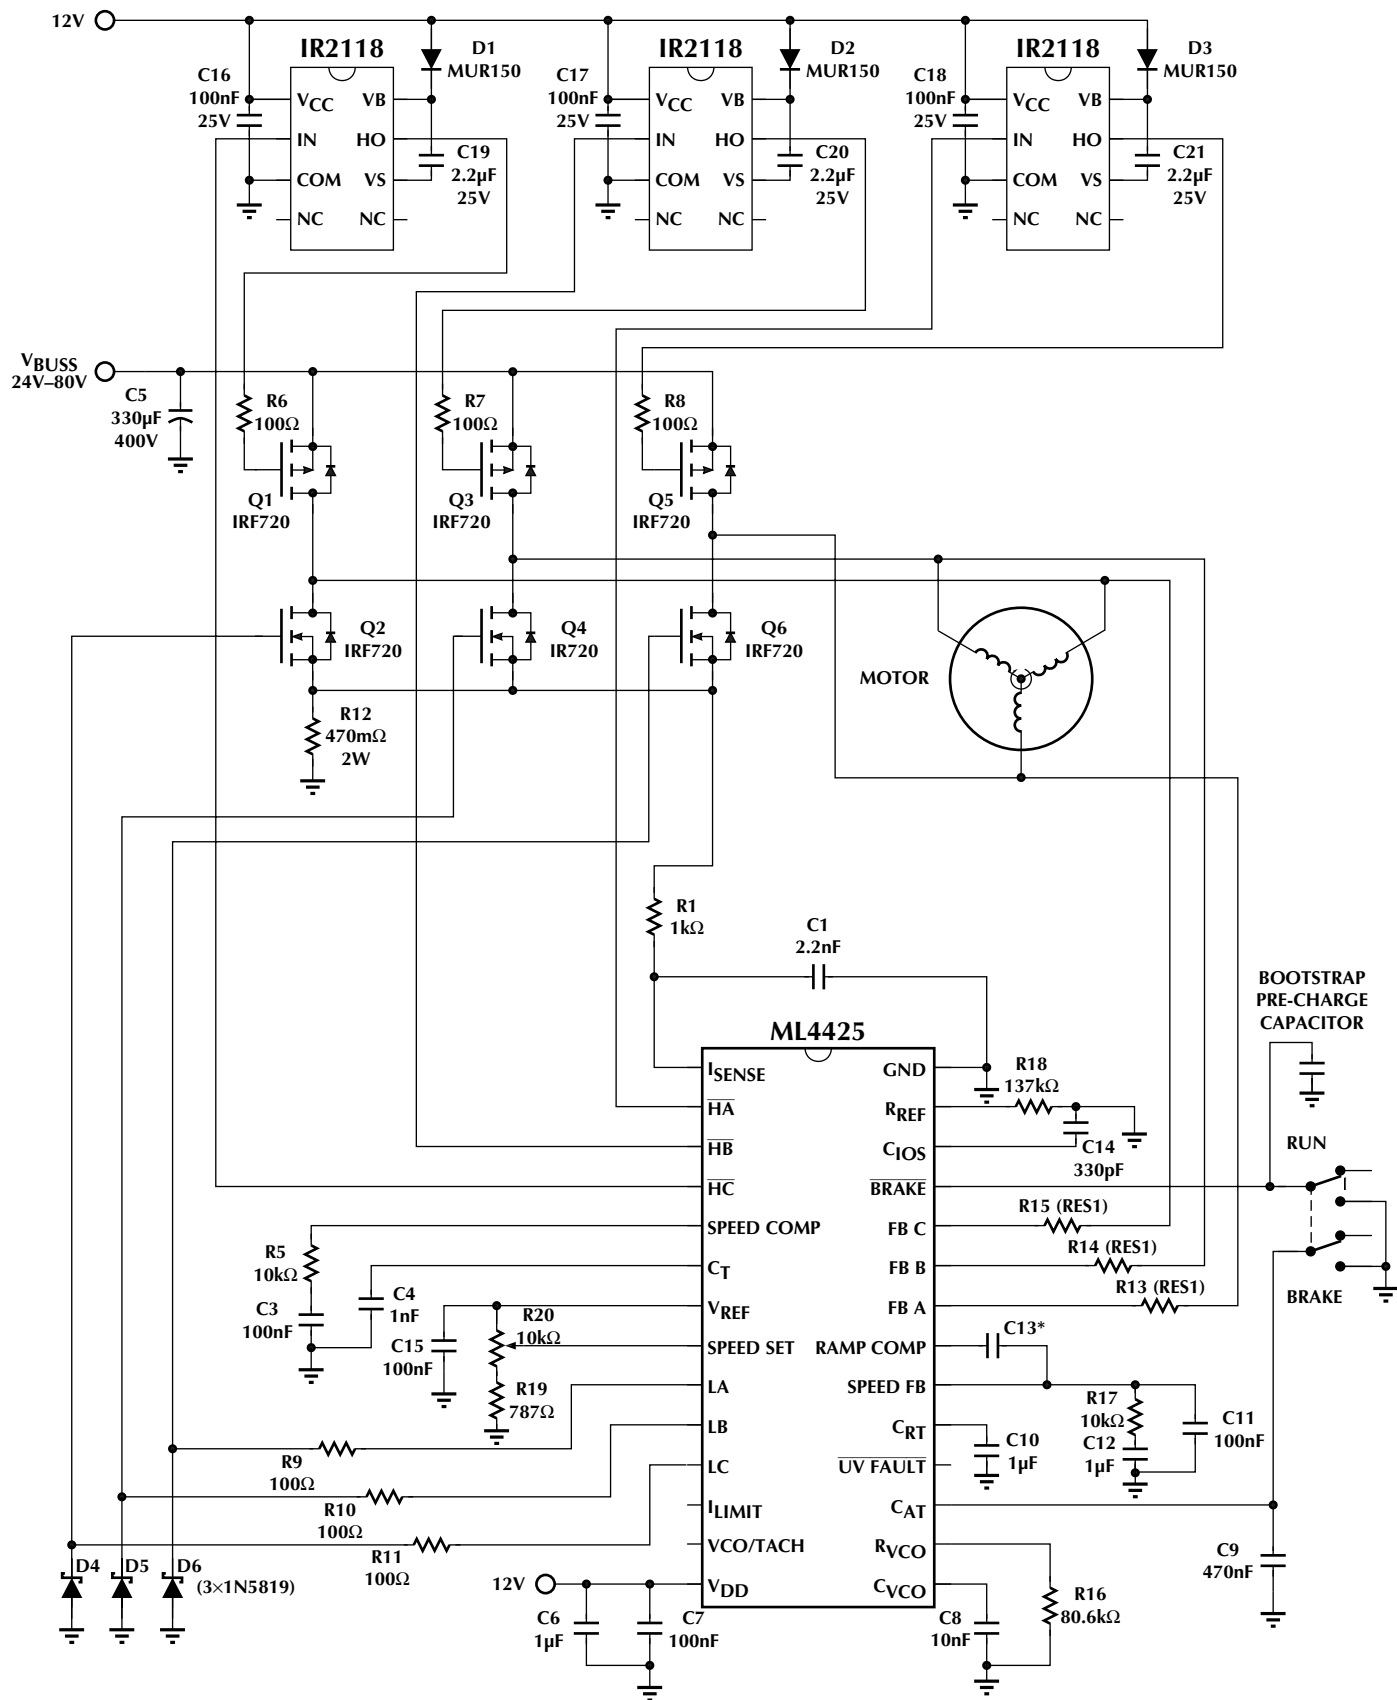 12V
IR2118
D1
MUR150
C16
100nF
25V
VCC
VB
IN
HO
COM
VS
NC
NC
C19
2.2µF
25V
IR2118
D2
MUR150
C17
100nF
25V
VCC
VB
IN
HO
COM
VS
NC
NC
C20
2.2µF
25V
IR2118
D3
MUR150
C18
100nF
25V
VCC
VB
IN
HO
COM
VS
NC
NC
C21
2.2µF
25V
VBUSS
24V–80V
C5
330µF
400V
R6
100Ω
R7
100Ω
R8
100Ω
Q1
IRF720
Q3
IRF720
Q5
IRF720
Q2
IRF720
Q4
IR720
Q6
IRF720
MOTOR
R12
470mΩ
2W
R1
1kΩ
C1
2.2nF
BOOTSTRAP
PRE-CHARGE
CAPACITOR
ML4425
ISENSE
HA
HB
HC
SPEED COMP
CT
VREF
SPEED SET
LA
LB
LC
ILIMIT
VCO/TACH
VDD
GND
RREF
CIOS
BRAKE
FB C
FB B
FB A
RAMP COMP
SPEED FB
CRT
UV FAULT
CAT
RVCO
CVCO
R18
137kΩ
C14
330pF
RUN
R15 (RES1)
R14 (RES1)
R13 (RES1)
BRAKE
R5
10kΩ
C3
100nF
C4
1nF
C15
100nF
R20
10kΩ
R19
787Ω
C13*
R17
10kΩ
C12
1µF
C11
100nF
C10
1µF
R9
100Ω
R10
100Ω
R11
100Ω
D4
D5
D6
(3×1N5819)
12V
C6
1µF
C7
100nF
C8
10nF
R16
80.6kΩ
C9
470nF